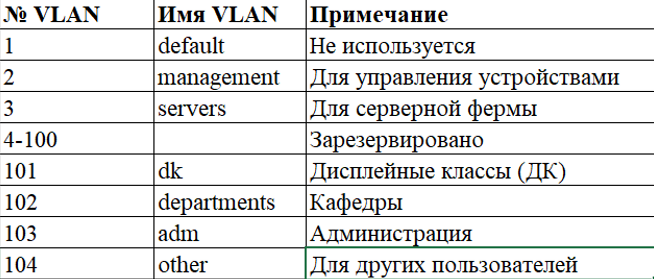 № VLAN Имя VLAN Примечание
1 default Не используется
2 management Для управления устройствами
3 servers Для серверной фермы
4-100 Зарезервировано
101 dk Дисплейные классы (ДК)
102 departments Кафедры
103 adm Администрация
104 other Для других пользователей